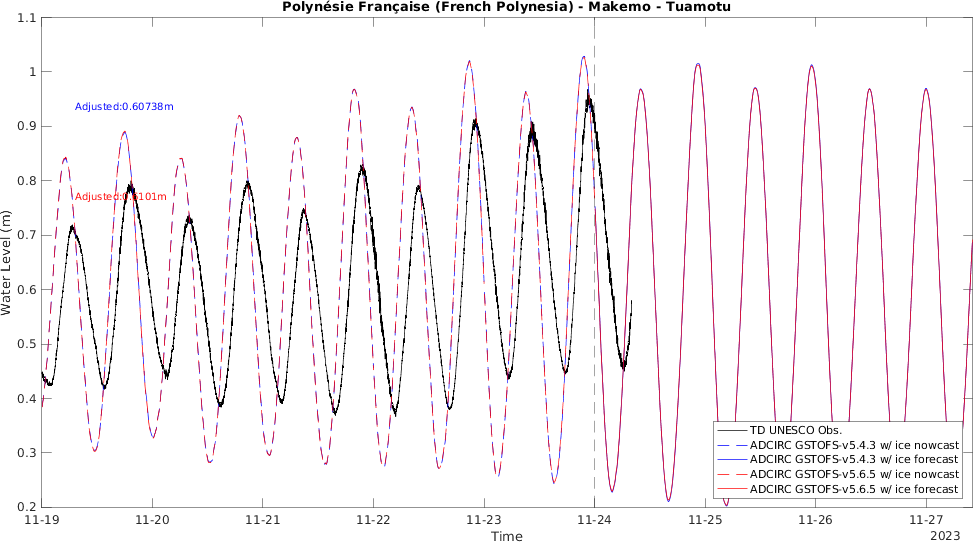 Polynésie Française (French Polynesia) - Makemo - Tuamotu
1.1
1
0.9
0.8
0.7
0.6
0.5
0.4
0.3
0.2
Water Level (m)
Adjusted:0.60738m
TD UNESCO Obs.
ADCIRC GSTOFS-v5.4.3 w/ ice nowcast
ADCIRC GSTOFS-v5.4.3 w/ ice forecast
ADCIRC GSTOFS-v5.6.5 w/ ice nowcast
ADCIRC GSTOFS-v5.6.5 w/ ice forecast
11-19 11-20 11-21 11-22 11-23 11-24 11-25 11-26 11-27
Time
2023